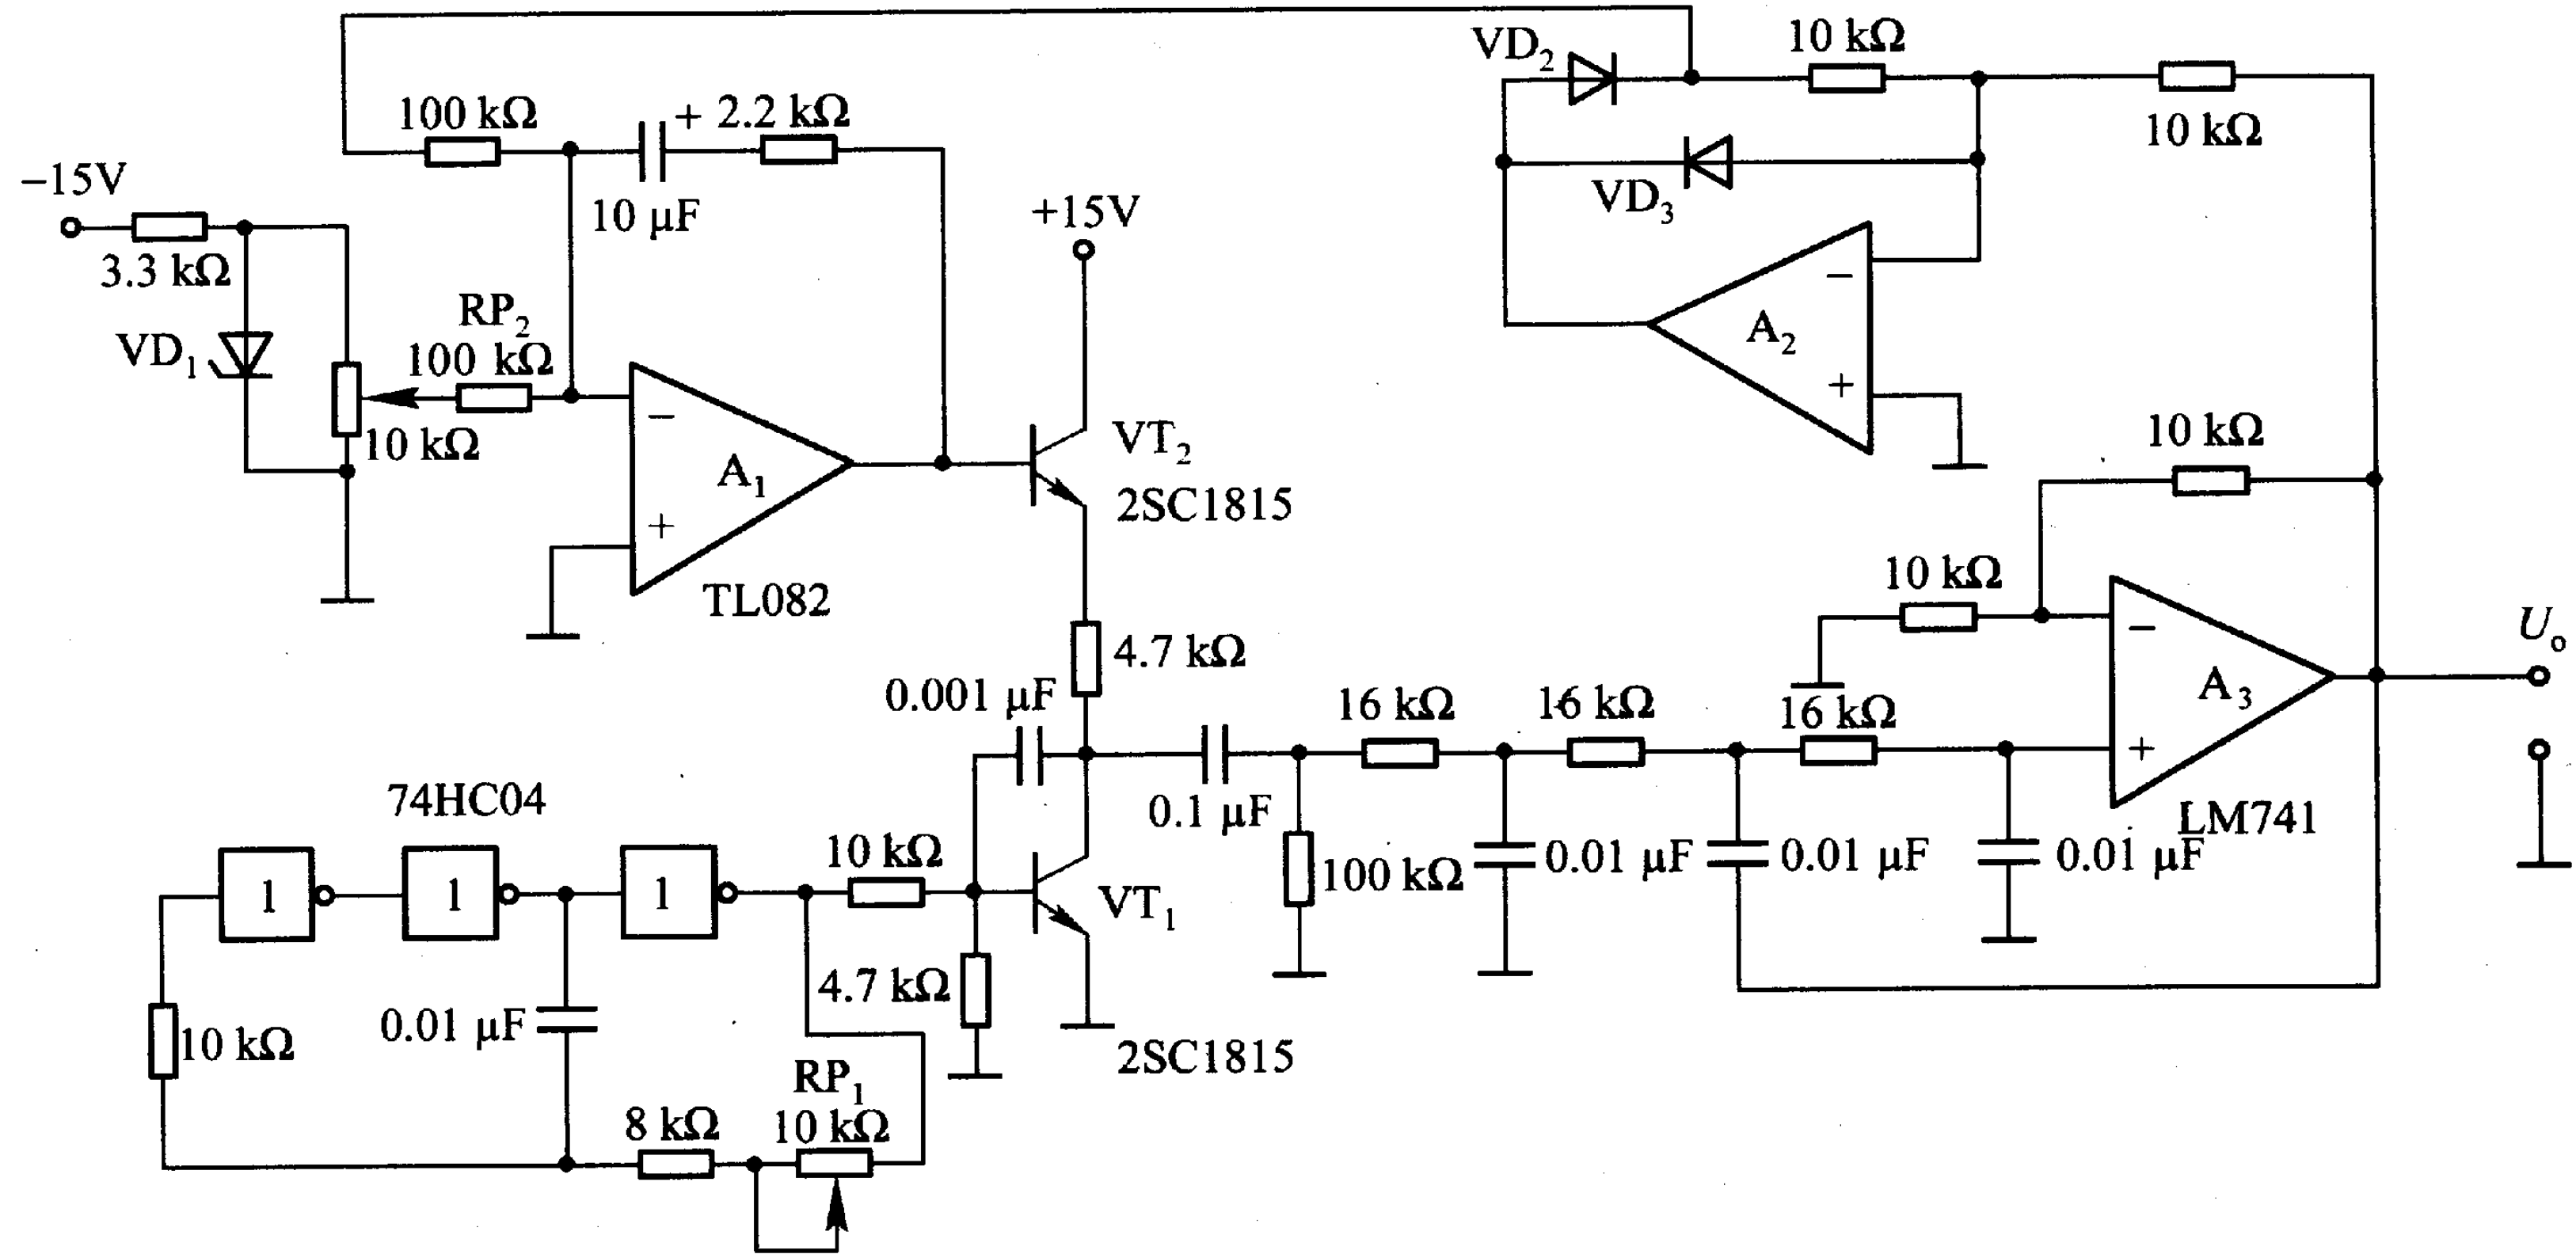 VD₂
10 kΩ
10 kΩ
100 kΩ
+ 2.2 kΩ
10 μF
−15V
3.3 kΩ
VD₁
RP₂
100 kΩ
10 kΩ
−
A₁
+
TL082
+15V
VT₂
2SC1815
VD₃
−
A₂
+
10 kΩ
10 kΩ
−
A₃
+
LM741
Uₒ
4.7 kΩ
0.001 μF
0.1 μF
16 kΩ
16 kΩ
16 kΩ
100 kΩ
0.01 μF
0.01 μF
0.01 μF
74HC04
1
1
1
10 kΩ
VT₁
4.7 kΩ
2SC1815
10 kΩ
0.01 μF
8 kΩ
RP₁
10 kΩ